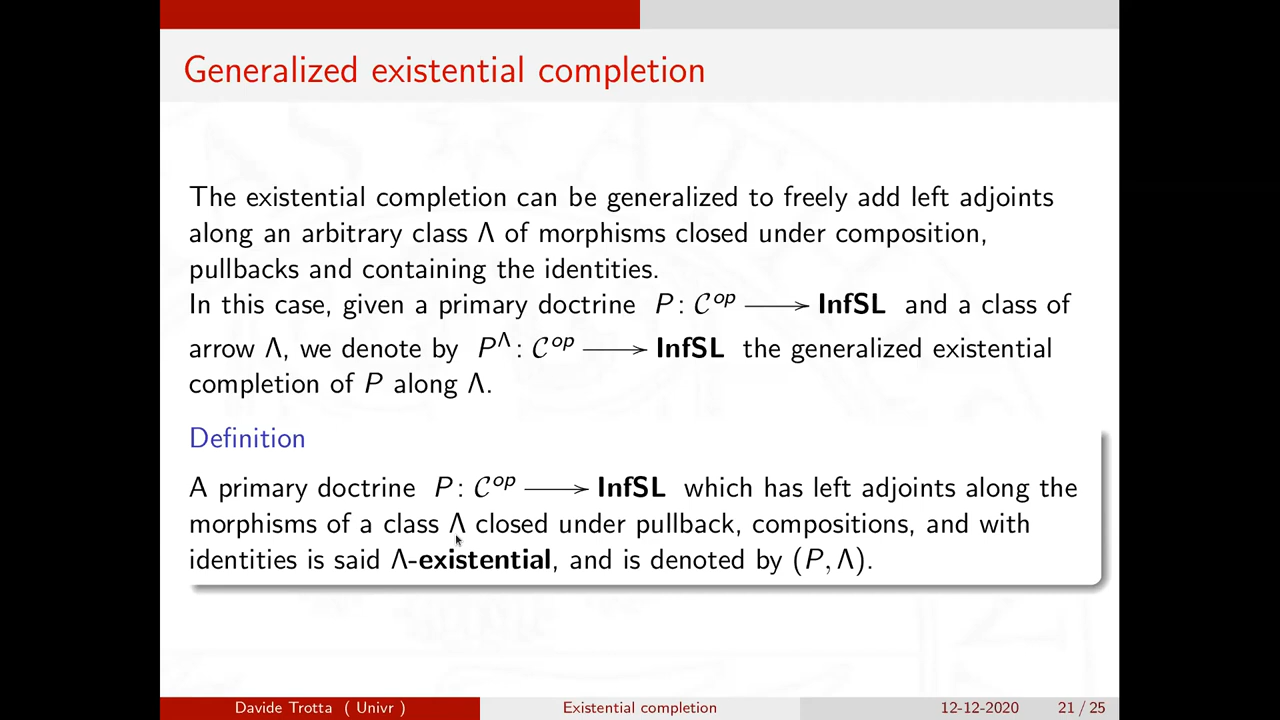 Generalized existential completion
The existential completion can be generalized to freely add left adjoints
along an arbitrary class Λ of morphisms closed under composition,
pullbacks and containing the identities.
In this case, given a primary doctrine P : 𝒞^op ⟶ InfSL and a class of
arrow Λ, we denote by P^Λ : 𝒞^op ⟶ InfSL the generalized existential
completion of P along Λ.
Definition
A primary doctrine P : 𝒞^op ⟶ InfSL which has left adjoints along the
morphisms of a class Λ closed under pullback, compositions, and with
identities is said Λ-existential, and is denoted by (P, Λ).
Davide Trotta ( Univr ) Existential completion 12-12-2020 21 / 25